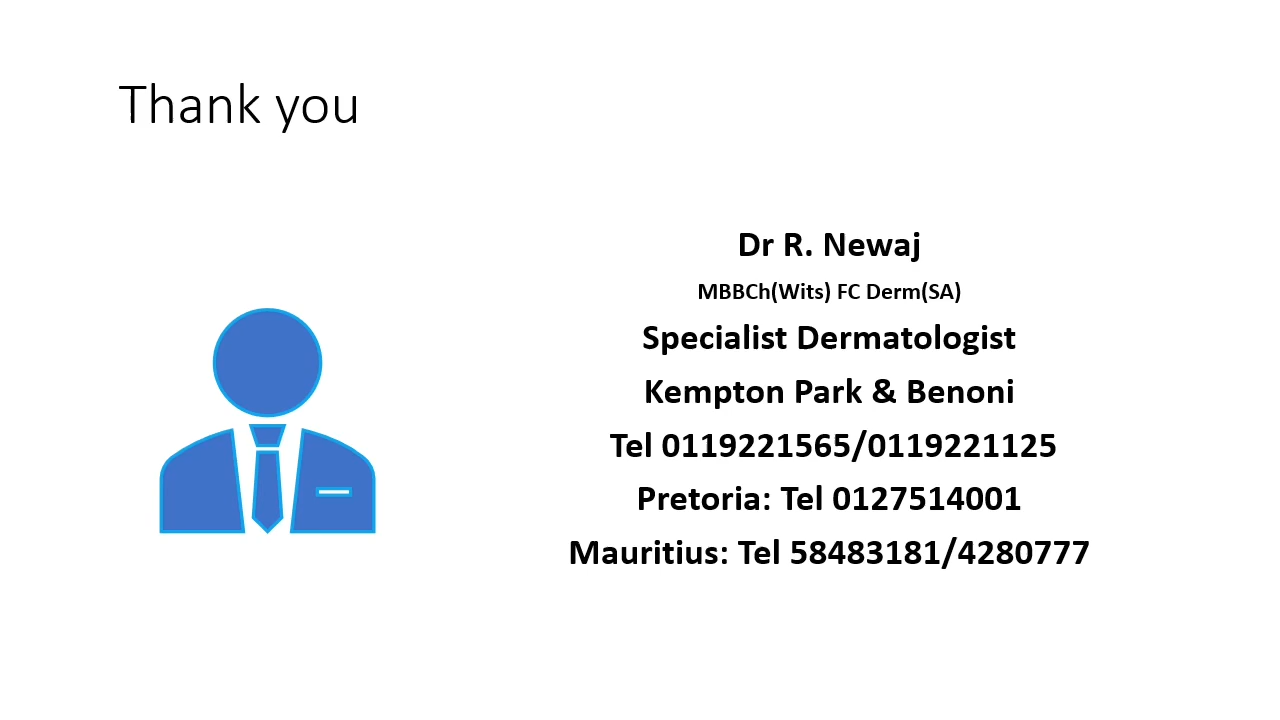 Thank you
Dr R. Newaj
MBBCh(Wits) FC Derm(SA)
Specialist Dermatologist
Kempton Park & Benoni
Tel 0119221565/0119221125
Pretoria: Tel 0127514001
Mauritius: Tel 58483181/4280777